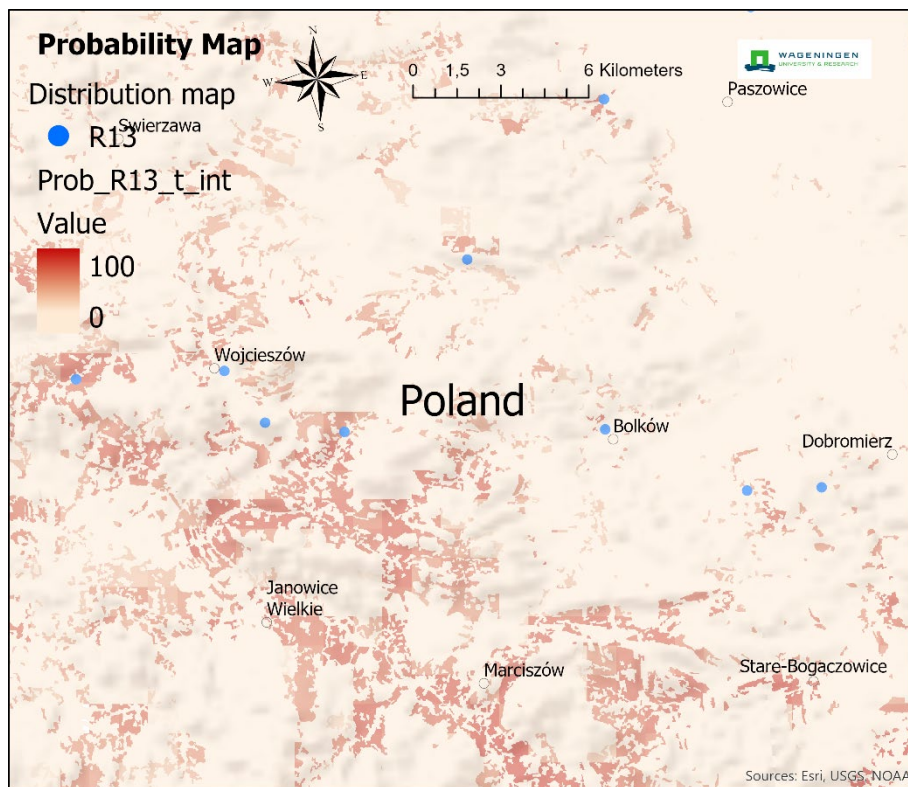 Probability Map
Distribution map
R13
Prob_R13_t_int
Value
100
0
N
W
E
S
0 1,5 3 6 Kilometers
WAGENINGEN
UNIVERSITY & RESEARCH
Swierzawa
Paszowice
Wojcieszów
Poland
Bolków
Dobromierz
Janowice
Wielkie
Marciszów
Stare-Bogaczowice
Sources: Esri, USGS, NOAA